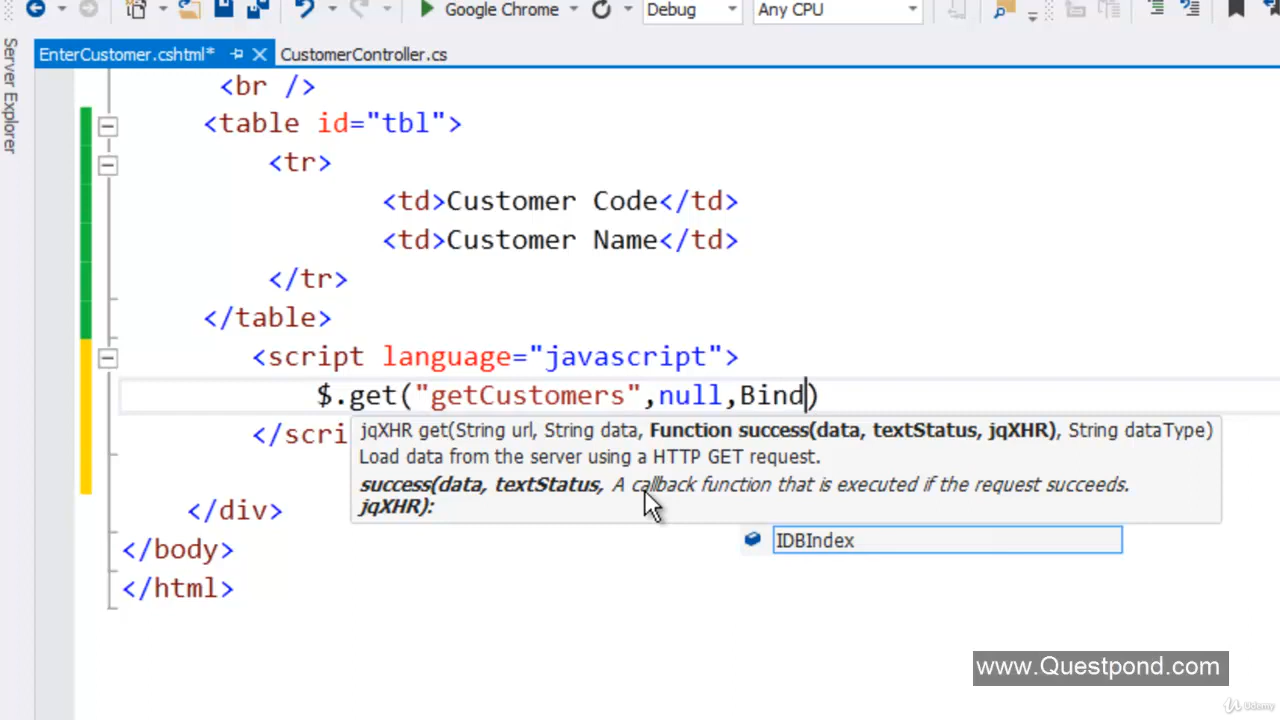 Google Chrome Debug Any CPU
EnterCustomer.cshtml* CustomerController.cs
Server Explorer
<br />
<table id="tbl">
<tr>
<td>Customer Code</td>
<td>Customer Name</td>
</tr>
</table>
<script language="javascript">
$.get("getCustomers",null,Bind)
</scri
jqXHR get(String url, String data, Function success(data, textStatus, jqXHR), String dataType)
Load data from the server using a HTTP GET request.
success(data, textStatus, A callback function that is executed if the request succeeds.
jqXHR):
</div>
IDBIndex
</body>
</html>
www.Questpond.com
Udemy